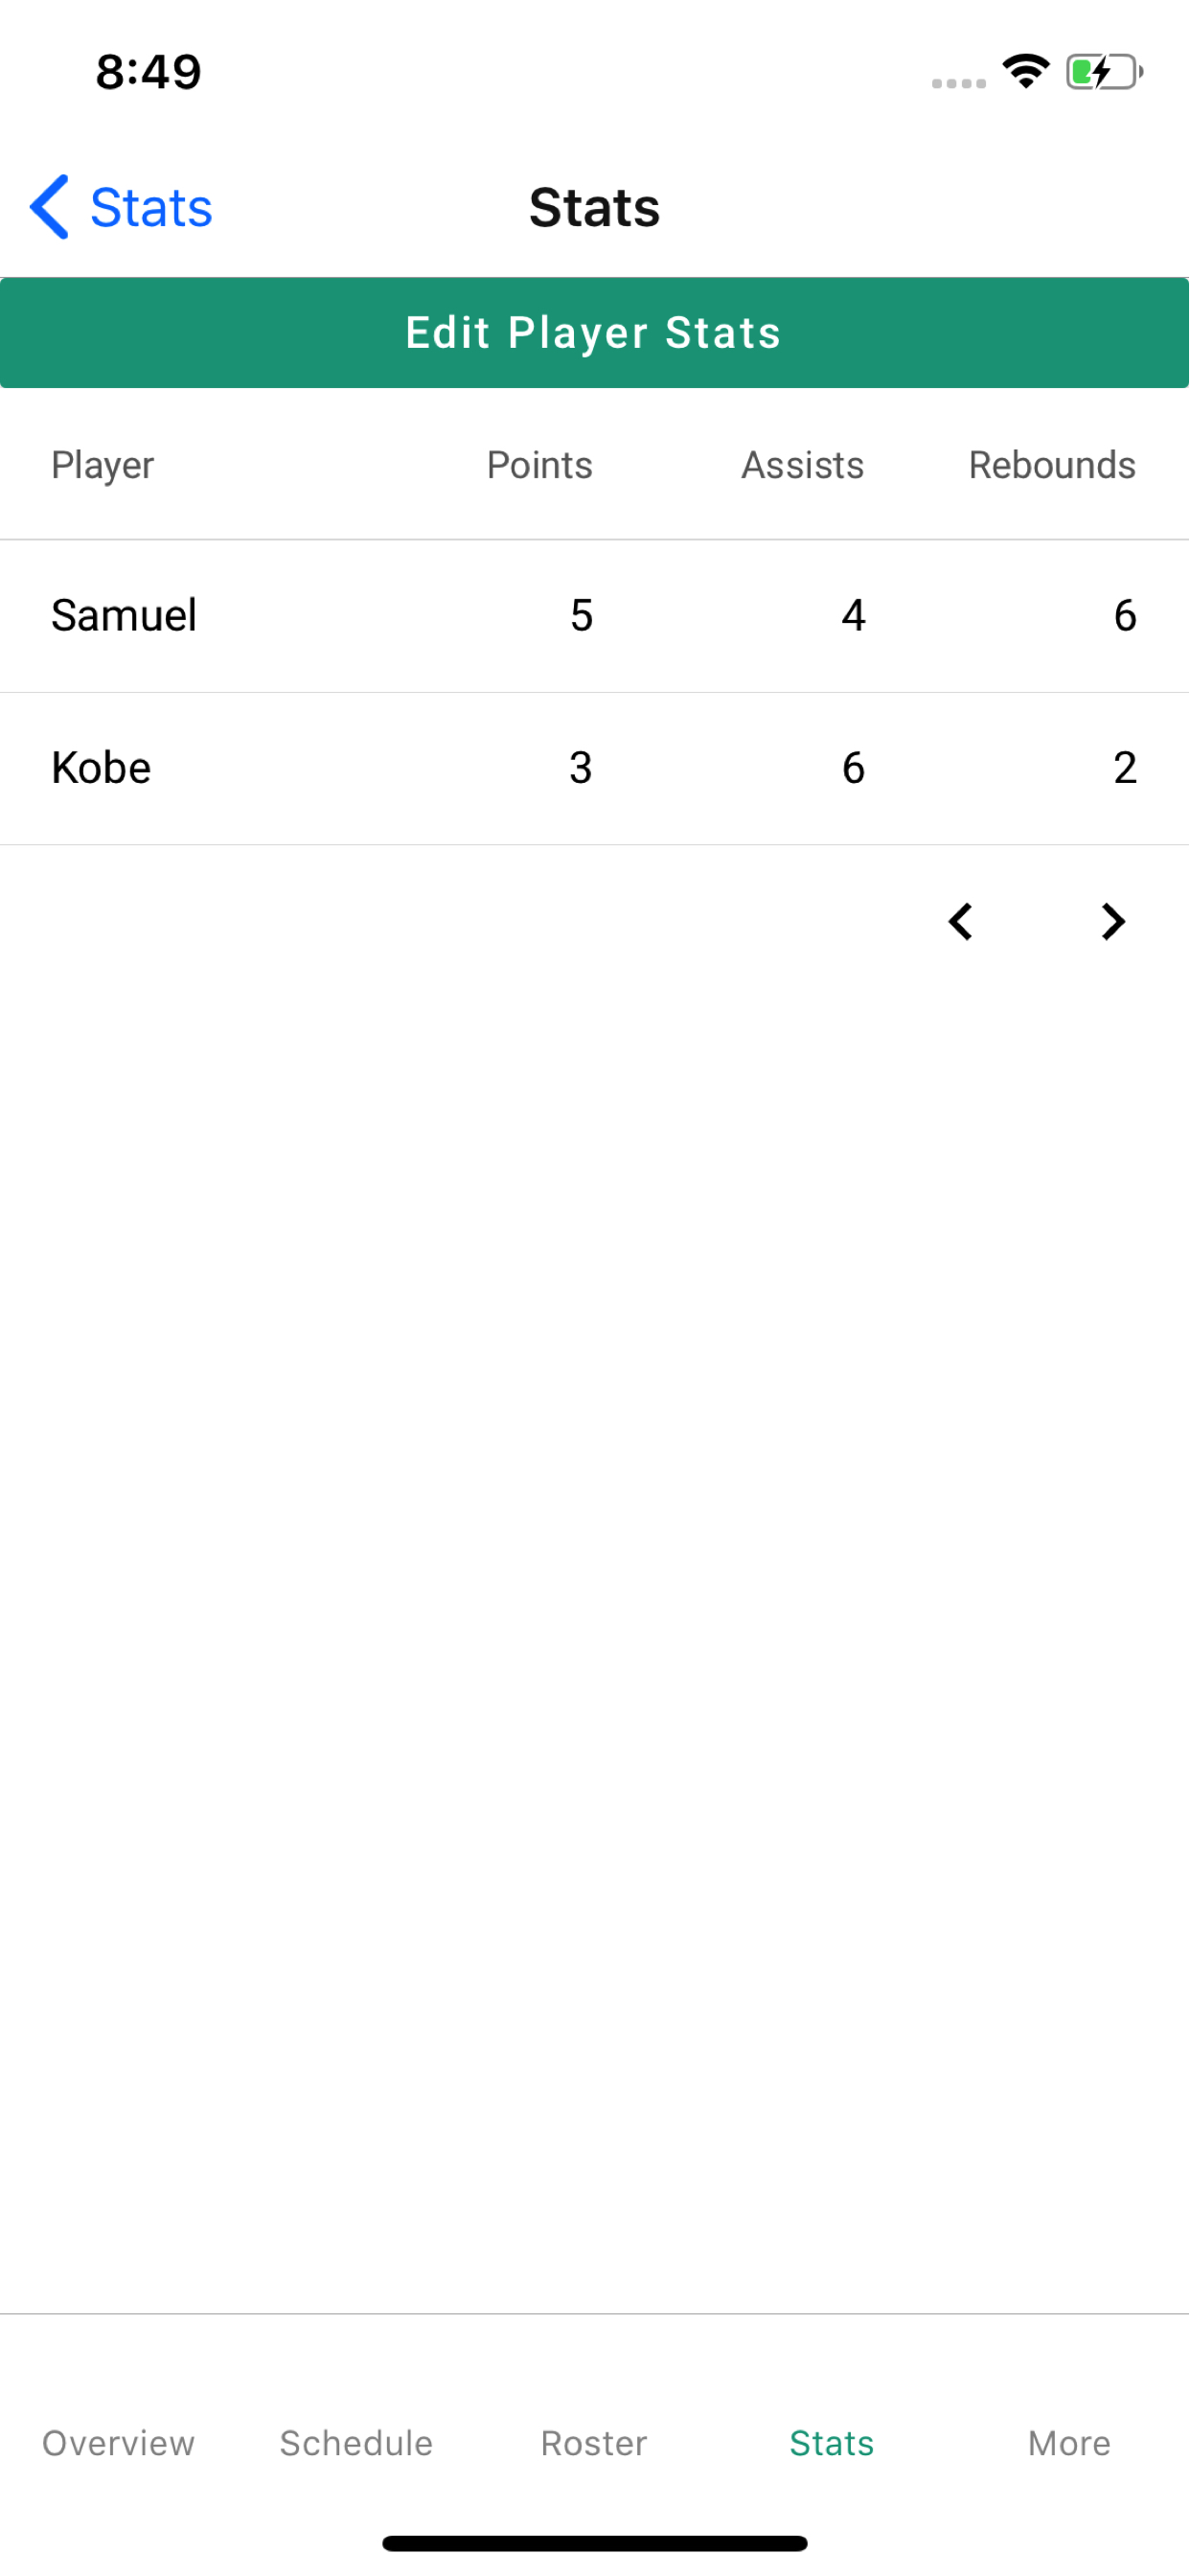 8:49
Stats Stats
Edit Player Stats
Player Points Assists Rebounds
Samuel 5 4 6
Kobe 3 6 2
Overview Schedule Roster Stats More